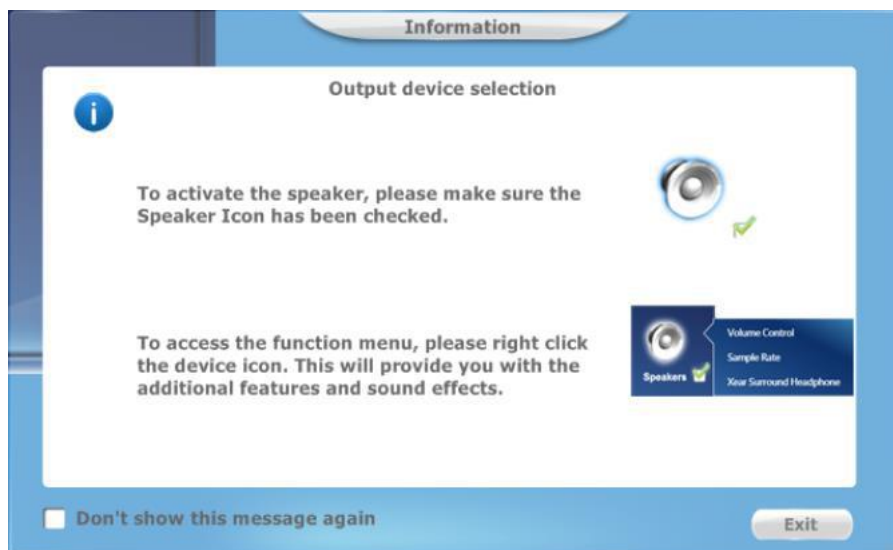 Information
Output device selection
To activate the speaker, please make sure the
Speaker Icon has been checked.
To access the function menu, please right click
the device icon. This will provide you with the
additional features and sound effects.
Speakers
Volume Control
Sample Rate
Xear Surround Headphone
Don't show this message again
Exit